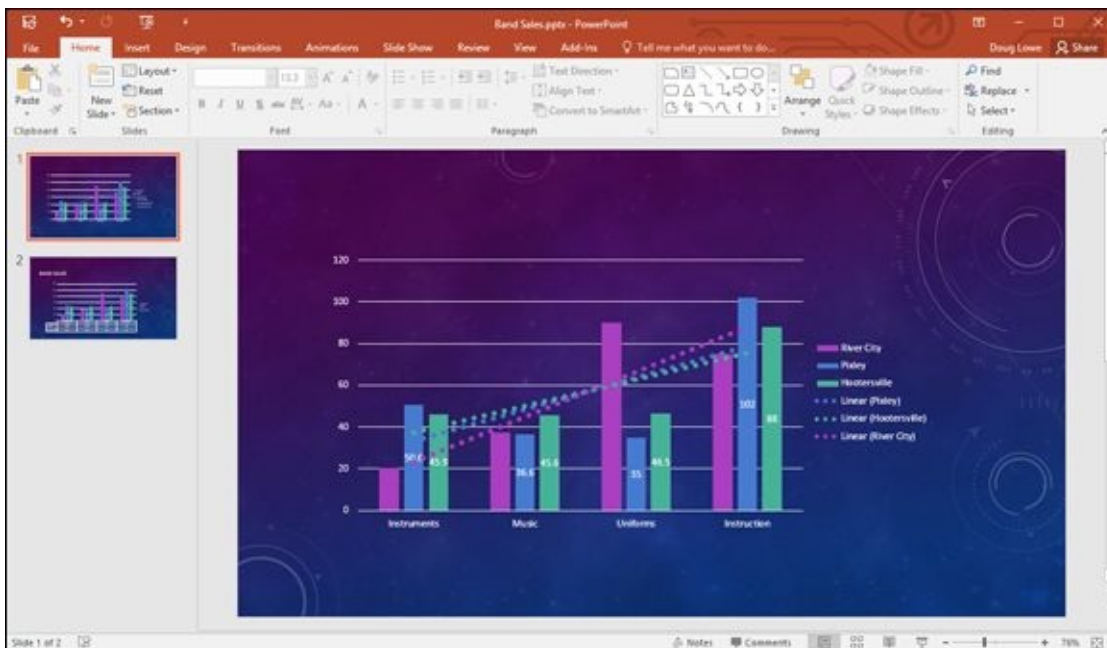 Band Sales.pptx - PowerPoint
File Home Insert Design Transitions Animations Slide Show Review View Add-Ins Tell me what you want to do... Doug Lowe Share
Paste
New Slide
Layout
Reset
Section
Text Direction
Align Text
Convert to SmartArt
Arrange
Quick Styles
Shape Fill
Shape Outline
Shape Effects
Find
Replace
Select
Clipboard Slides Font Paragraph Drawing Editing
1
2
120
100
80
60
40
20
0
102
88
36.6
45.6
35
46.5
45.9
Instruments Music Uniforms Instruction
River City
Pixley
Hootersville
Linear (Pixley)
Linear (Hootersville)
Linear (River City)
Slide 1 of 2 Notes Comments 76%